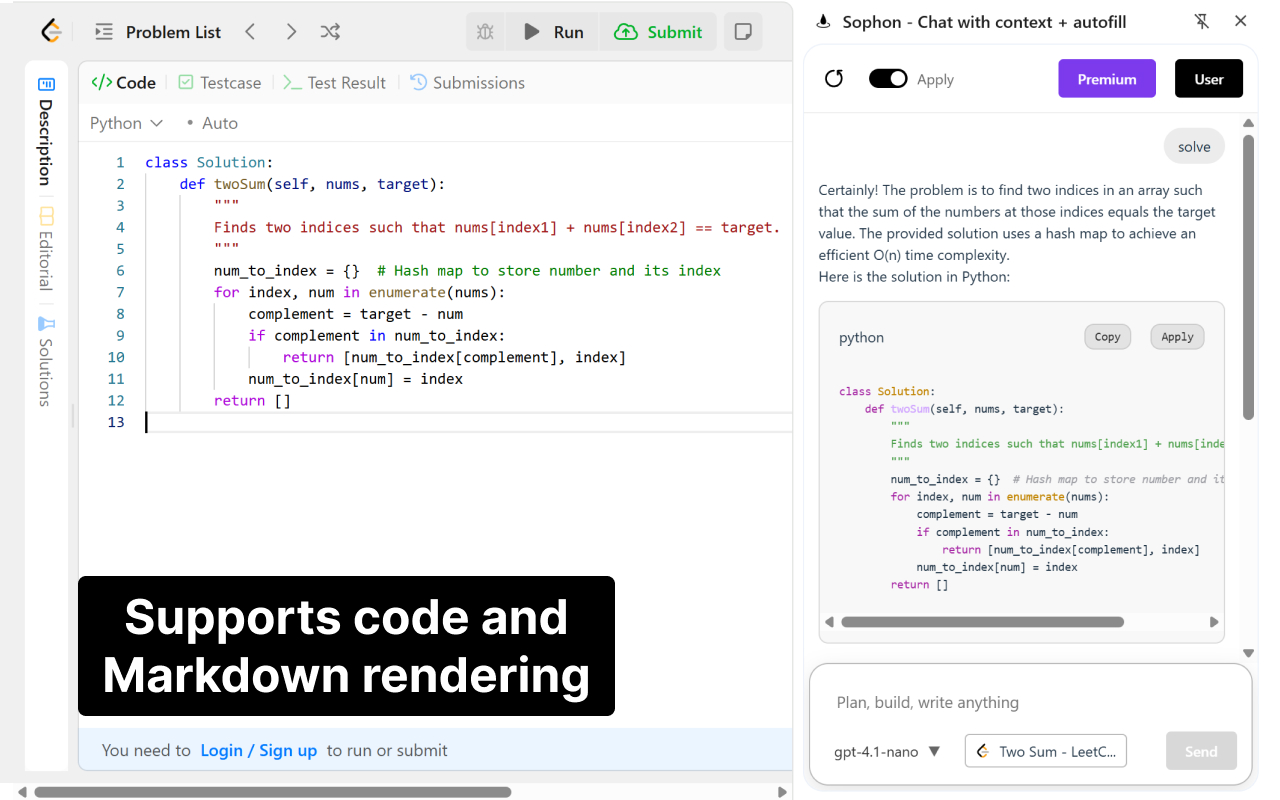 Problem List
Run
Submit
Description
Editorial
Solutions
Code
Testcase
Test Result
Submissions
Python
• Auto
1 class Solution:
2     def twoSum(self, nums, target):
3         """
4         Finds two indices such that nums[index1] + nums[index2] == target.
5         """
6         num_to_index = {}  # Hash map to store number and its index
7         for index, num in enumerate(nums):
8             complement = target - num
9             if complement in num_to_index:
10                 return [num_to_index[complement], index]
11             num_to_index[num] = index
12         return []
13
Supports code and
Markdown rendering
You need to Login / Sign up to run or submit
Sophon - Chat with context + autofill
Apply
Premium
User
solve
Certainly! The problem is to find two indices in an array such
that the sum of the numbers at those indices equals the target
value. The provided solution uses a hash map to achieve an
efficient O(n) time complexity.
Here is the solution in Python:
python
Copy
Apply
class Solution:
    def twoSum(self, nums, target):
        """
        Finds two indices such that nums[index1] + nums[inde
        """
        num_to_index = {}  # Hash map to store number and it
        for index, num in enumerate(nums):
            complement = target - num
            if complement in num_to_index:
                return [num_to_index[complement], index]
            num_to_index[num] = index
        return []
Plan, build, write anything
gpt-4.1-nano
Two Sum - LeetC...
Send